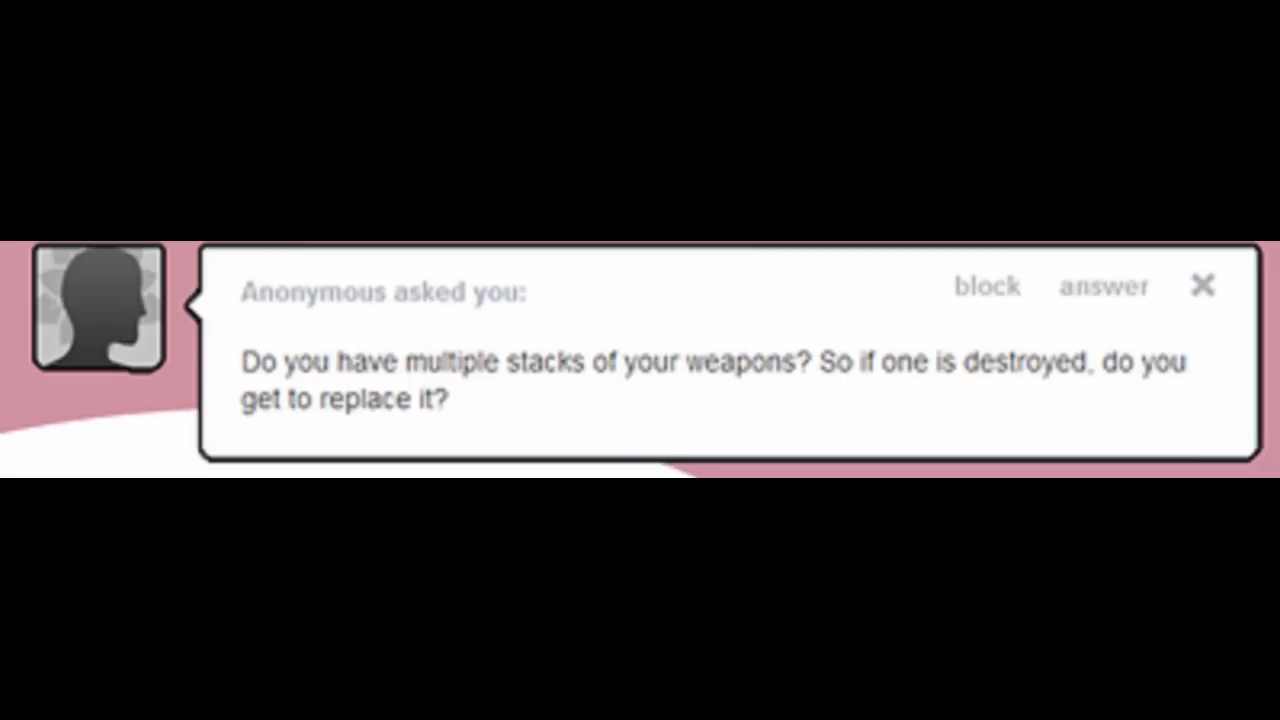 Anonymous asked you:
block answer
Do you have multiple stacks of your weapons? So if one is destroyed, do you
get to replace it?